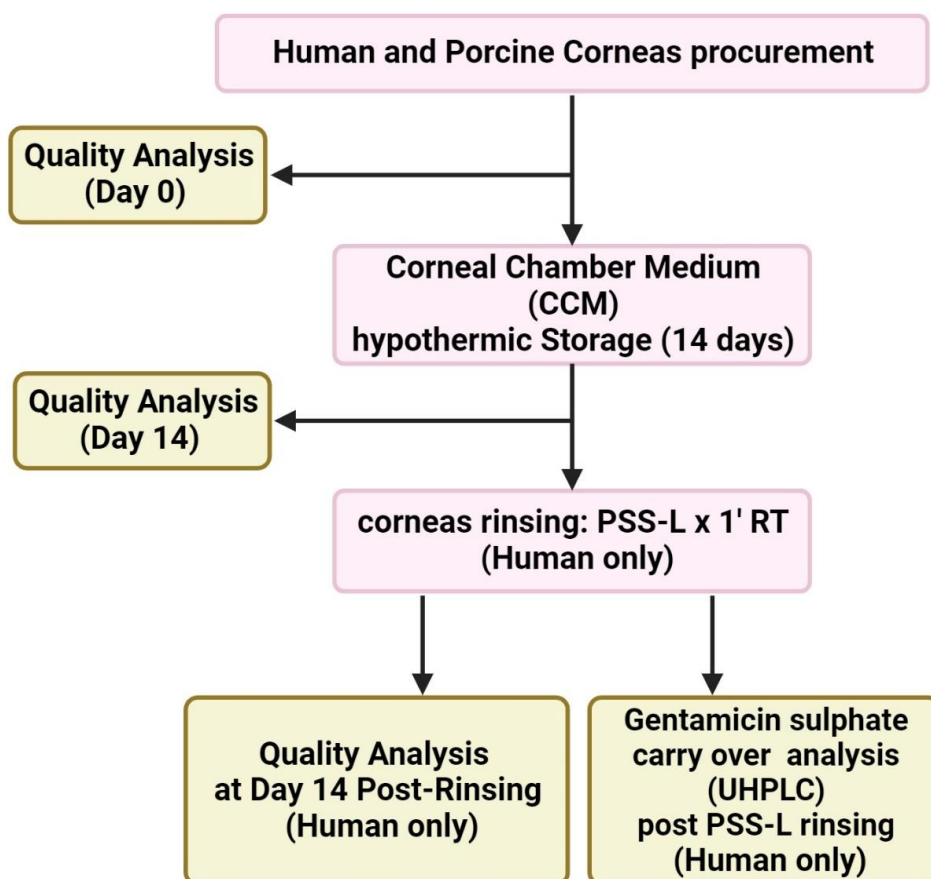 Human and Porcine Corneas procurement
Quality Analysis
(Day 0)
Corneal Chamber Medium
(CCM)
hypothermic Storage (14 days)
Quality Analysis
(Day 14)
corneas rinsing: PSS-L x 1' RT
(Human only)
Quality Analysis
at Day 14 Post-Rinsing
(Human only)
Gentamicin sulphate
carry over analysis
(UHPLC)
post PSS-L rinsing
(Human only)